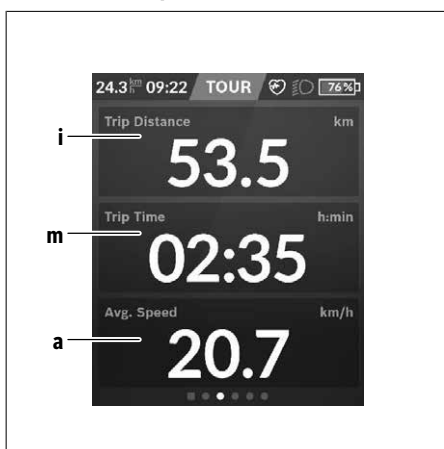 24.3 km/h 09:22 TOUR 76%
Trip Distance km
i
53.5
Trip Time h:min
m
02:35
Avg. Speed km/h
a
20.7